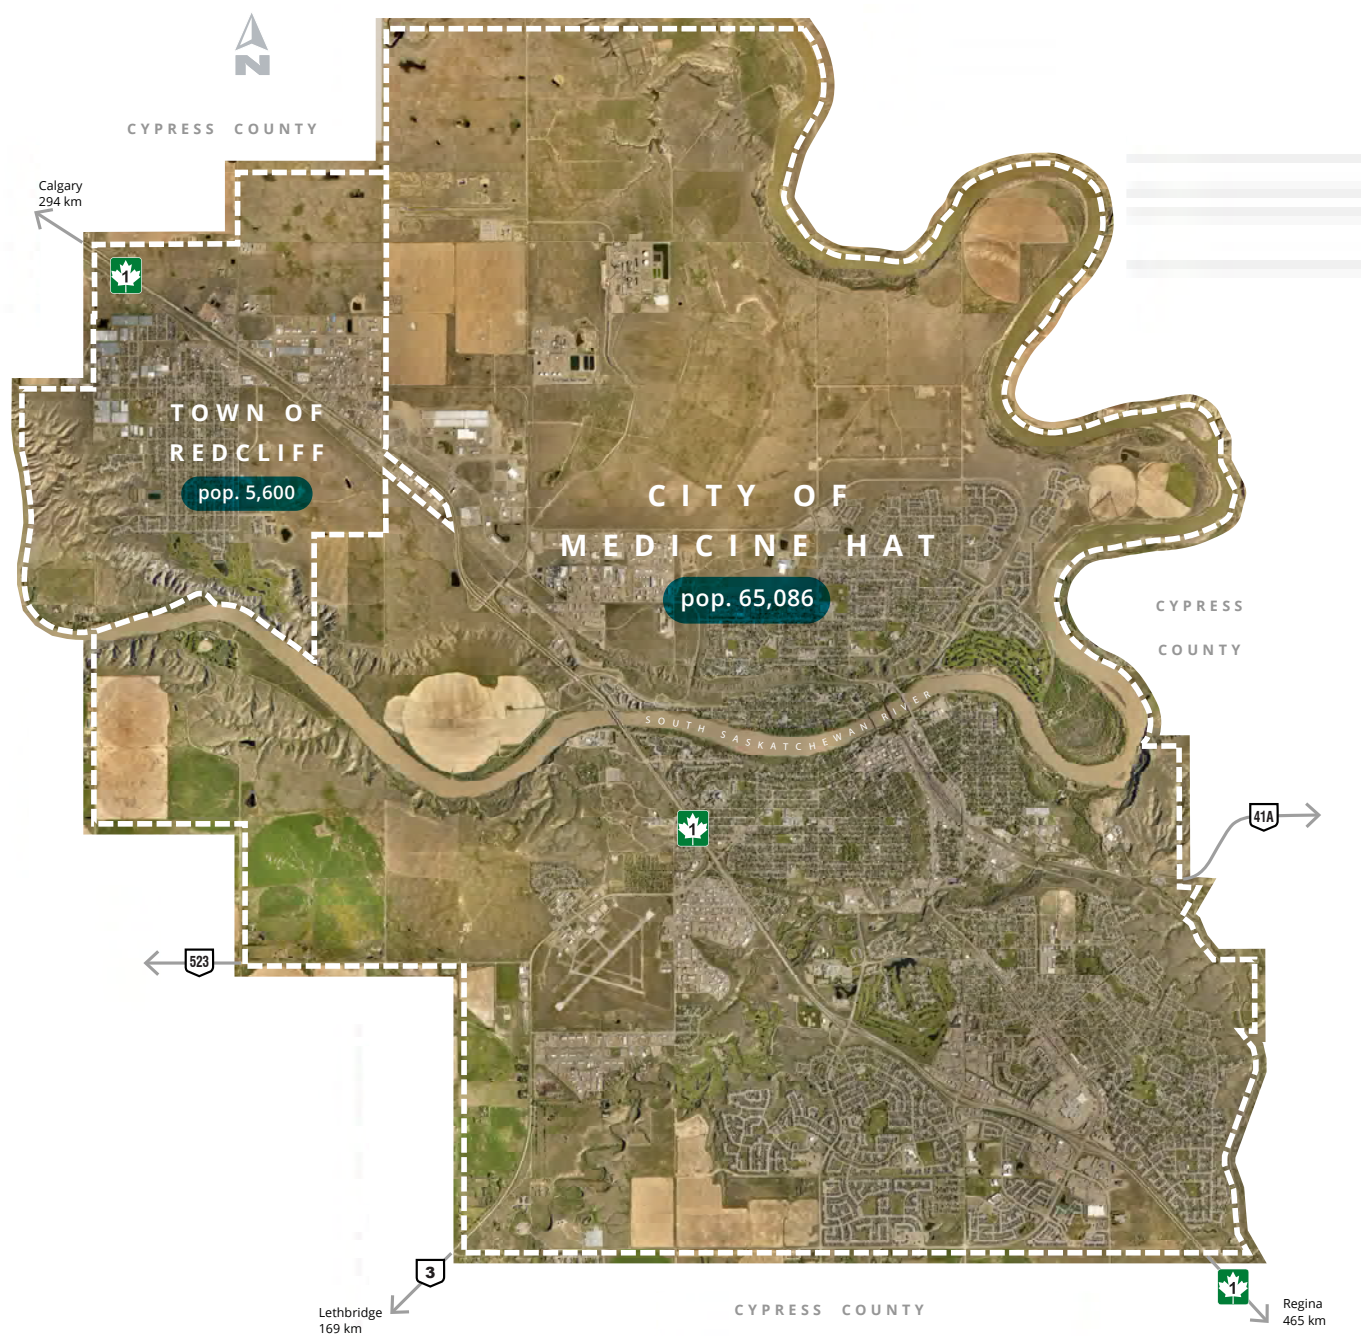 N
CYPRESS COUNTY
Calgary
294 km
1
TOWN OF
REDCLIFF
pop. 5,600
CITY OF
MEDICINE HAT
pop. 65,086
CYPRESS
COUNTY
SOUTH SASKATCHEWAN RIVER
1
41A
523
3
Lethbridge
169 km
CYPRESS COUNTY
1
Regina
465 km